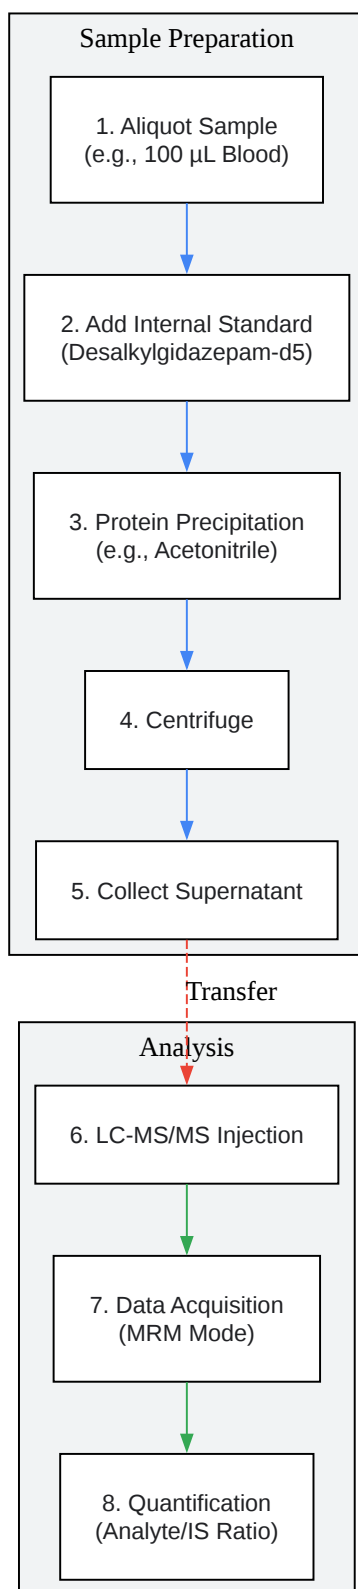 Sample Preparation
1. Aliquot Sample
(e.g., 100 µL Blood)
2. Add Internal Standard
(Desalkylgidazepam-d5)
3. Protein Precipitation
(e.g., Acetonitrile)
4. Centrifuge
5. Collect Supernatant
Transfer
Analysis
6. LC-MS/MS Injection
7. Data Acquisition
(MRM Mode)
8. Quantification
(Analyte/IS Ratio)